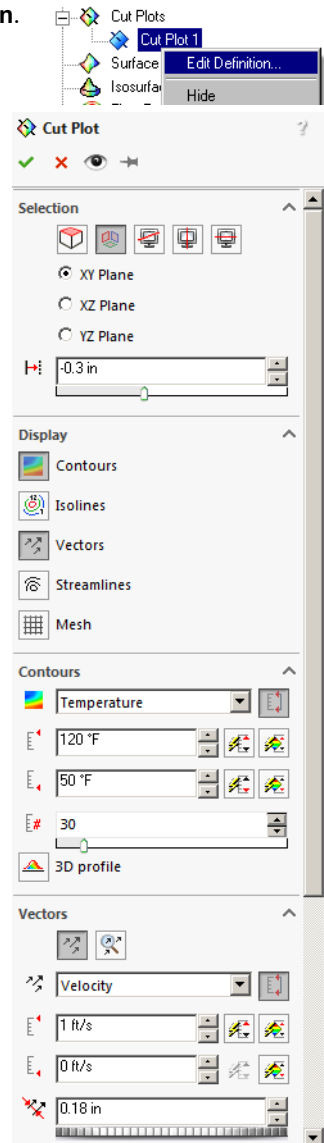 n.
Cut Plots
Cut Plot 1
Surface
Edit Definition...
Isosurfa
Hide
Cut Plot
?
Selection
XY Plane
XZ Plane
YZ Plane
-0.3 in
Display
Contours
Isolines
Vectors
Streamlines
Mesh
Contours
Temperature
120 °F
50 °F
30
3D profile
Vectors
Velocity
1 ft/s
0 ft/s
0.18 in